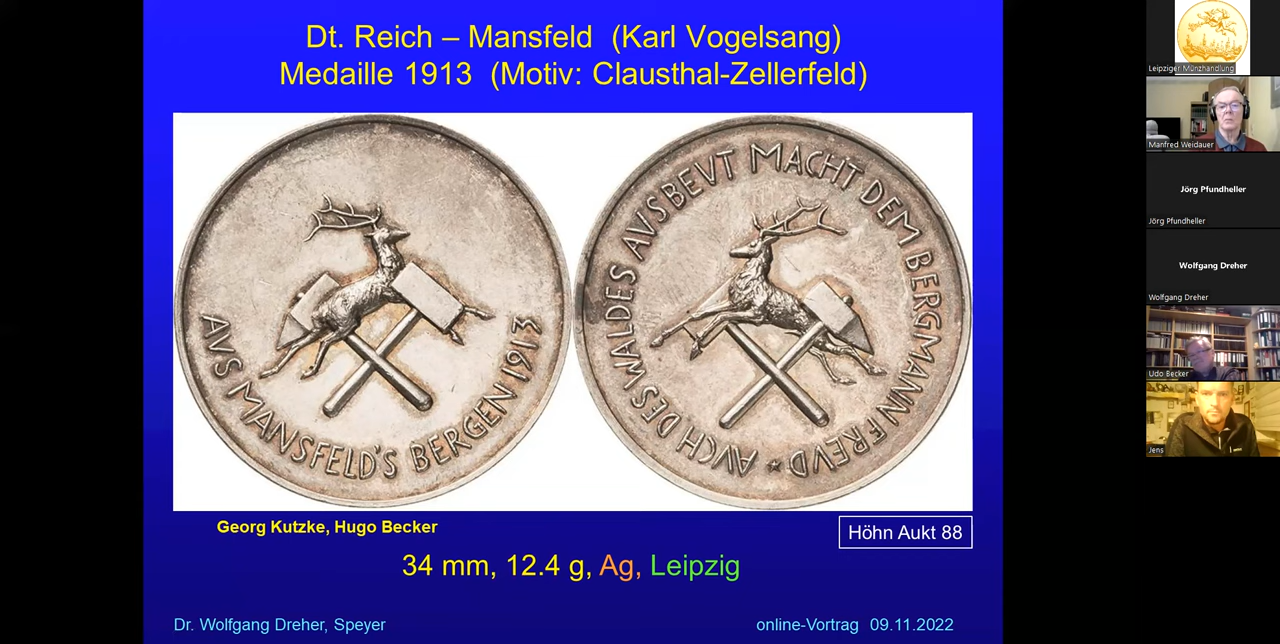 Dt. Reich – Mansfeld (Karl Vogelsang)
Medaille 1913 (Motiv: Clausthal-Zellerfeld)
AVS MANSFELD'S BERGEN 1913
AVCH DES WALDES AVSBEVT MACHT DEM BERGMANN FREVD ★
Georg Kutzke, Hugo Becker
Höhn Aukt 88
34 mm, 12.4 g, Ag, Leipzig
Dr. Wolfgang Dreher, Speyer
online-Vortrag 09.11.2022
Leipziger Münzhandlung
Manfred Weidauer
Jörg Pfundheller
Jörg Pfundheller
Wolfgang Dreher
Wolfgang Dreher
Udo Becker
Jens